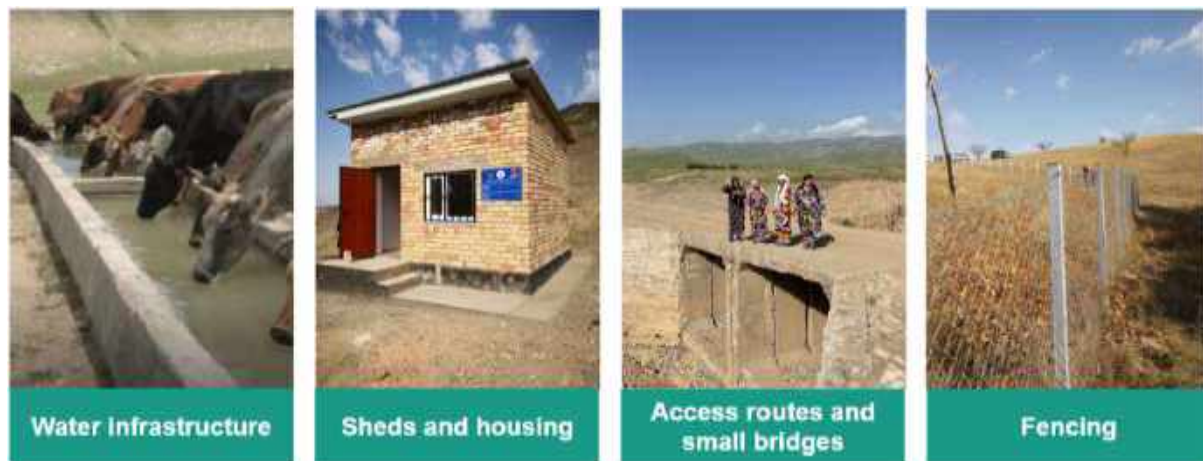 Water infrastructure
Sheds and housing
Access routes and
small bridges
Fencing